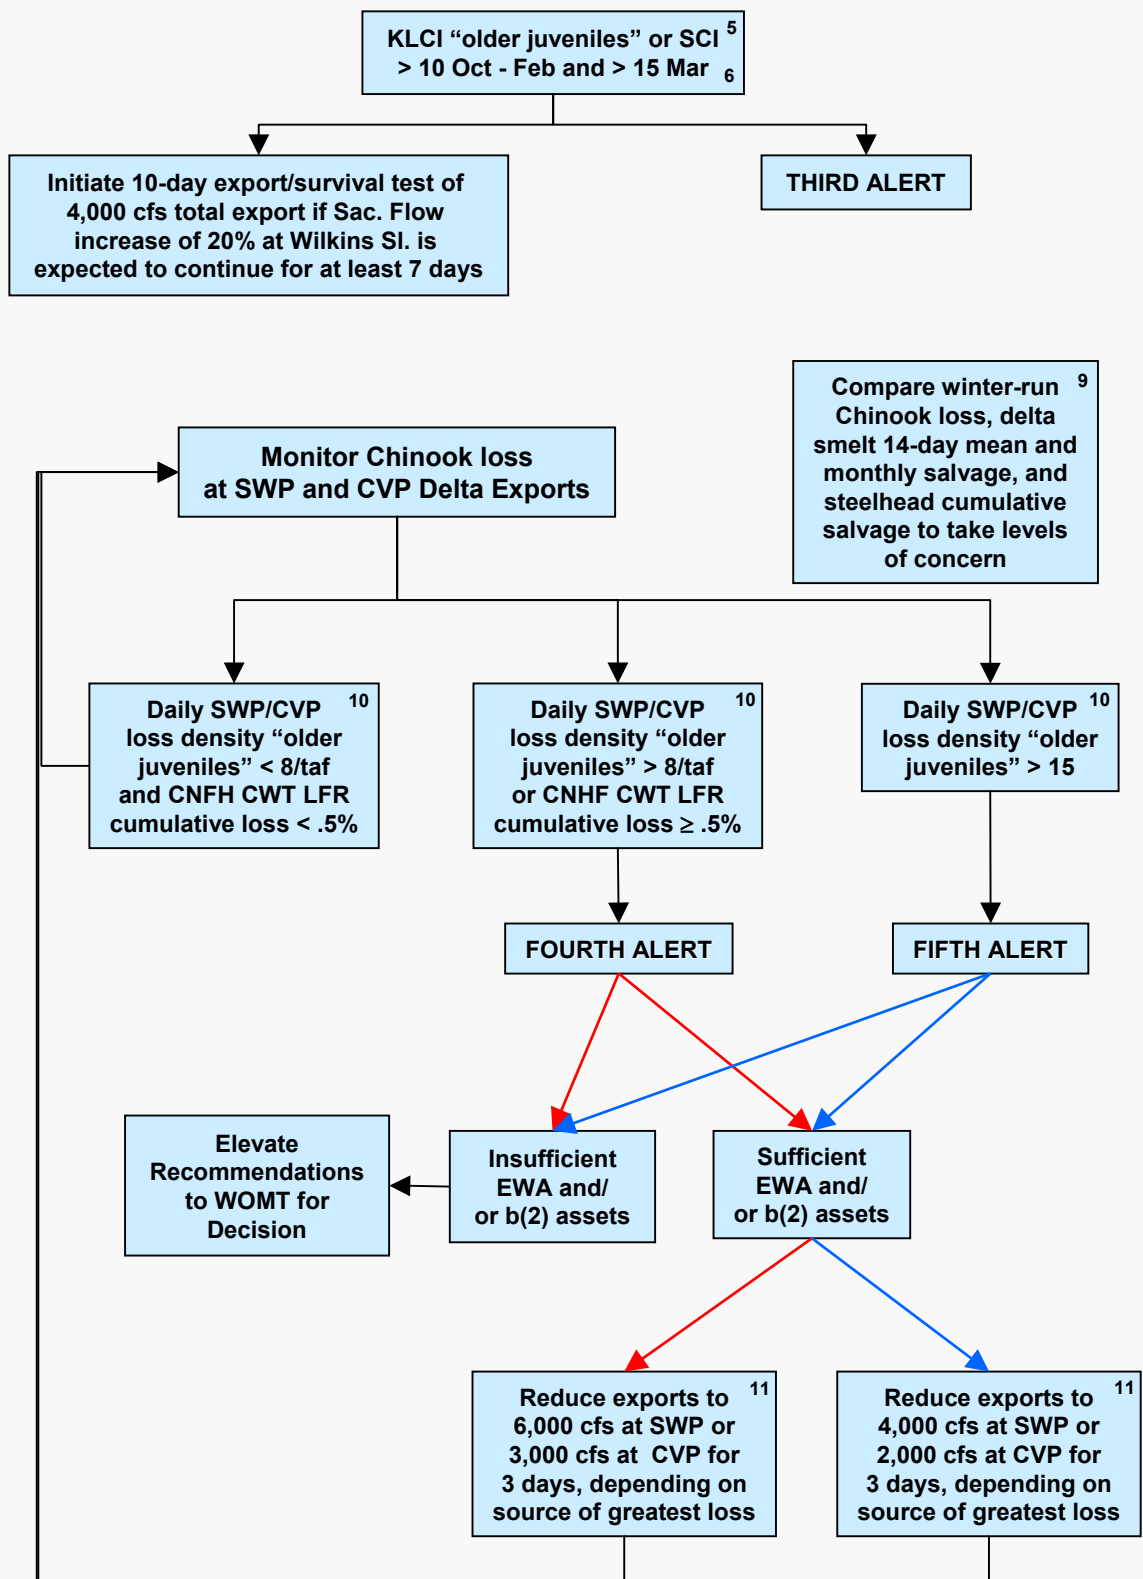 KLCI “older juveniles” or SCI 5
> 10 Oct - Feb and > 15 Mar 6
Initiate 10-day export/survival test of
4,000 cfs total export if Sac. Flow
increase of 20% at Wilkins Sl. is
expected to continue for at least 7 days
THIRD ALERT
Compare winter-run 9
Chinook loss, delta
smelt 14-day mean and
monthly salvage, and
steelhead cumulative
salvage to take levels
of concern
Monitor Chinook loss
at SWP and CVP Delta Exports
Daily SWP/CVP 10
loss density “older
juveniles” < 8/taf
and CNFH CWT LFR
cumulative loss < .5%
Daily SWP/CVP 10
loss density “older
juveniles” > 8/taf
or CNHF CWT LFR
cumulative loss ≥ .5%
Daily SWP/CVP 10
loss density “older
juveniles” > 15
FOURTH ALERT
FIFTH ALERT
Elevate
Recommendations
to WOMT for
Decision
Insufficient
EWA and/
or b(2) assets
Sufficient
EWA and/
or b(2) assets
Reduce exports to 11
6,000 cfs at SWP or
3,000 cfs at CVP for
3 days, depending on
source of greatest loss
Reduce exports to 11
4,000 cfs at SWP or
2,000 cfs at CVP for
3 days, depending on
source of greatest loss